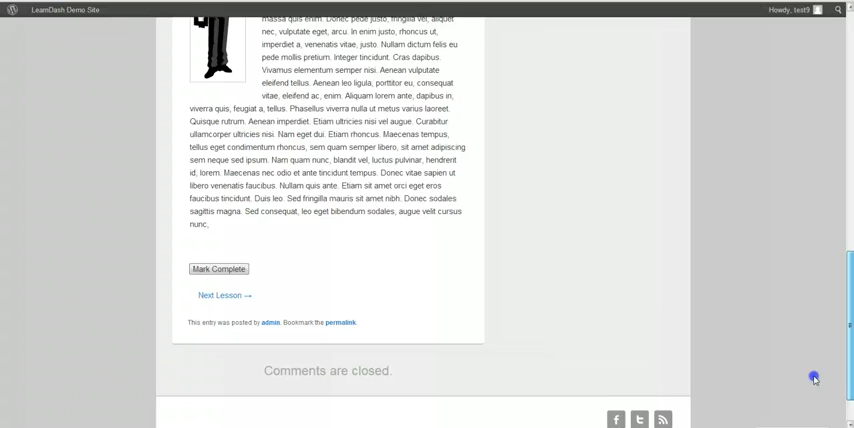 LearnDash Demo Site
Howdy, test9
massa quis enim. Donec pede justo, fringilla vel, aliquet
nec, vulputate eget, arcu. In enim justo, rhoncus ut,
imperdiet a, venenatis vitae, justo. Nullam dictum felis eu
pede mollis pretium. Integer tincidunt. Cras dapibus.
Vivamus elementum semper nisi. Aenean vulputate
eleifend tellus. Aenean leo ligula, porttitor eu, consequat
vitae, eleifend ac, enim. Aliquam lorem ante, dapibus in,
viverra quis, feugiat a, tellus. Phasellus viverra nulla ut metus varius laoreet.
Quisque rutrum. Aenean imperdiet. Etiam ultricies nisi vel augue. Curabitur
ullamcorper ultricies nisi. Nam eget dui. Etiam rhoncus. Maecenas tempus,
tellus eget condimentum rhoncus, sem quam semper libero, sit amet adipiscing
sem neque sed ipsum. Nam quam nunc, blandit vel, luctus pulvinar, hendrerit
id, lorem. Maecenas nec odio et ante tincidunt tempus. Donec vitae sapien ut
libero venenatis faucibus. Nullam quis ante. Etiam sit amet orci eget eros
faucibus tincidunt. Duis leo. Sed fringilla mauris sit amet nibh. Donec sodales
sagittis magna. Sed consequat, leo eget bibendum sodales, augue velit cursus
nunc,
Mark Complete
Next Lesson →
This entry was posted by admin. Bookmark the permalink.
Comments are closed.